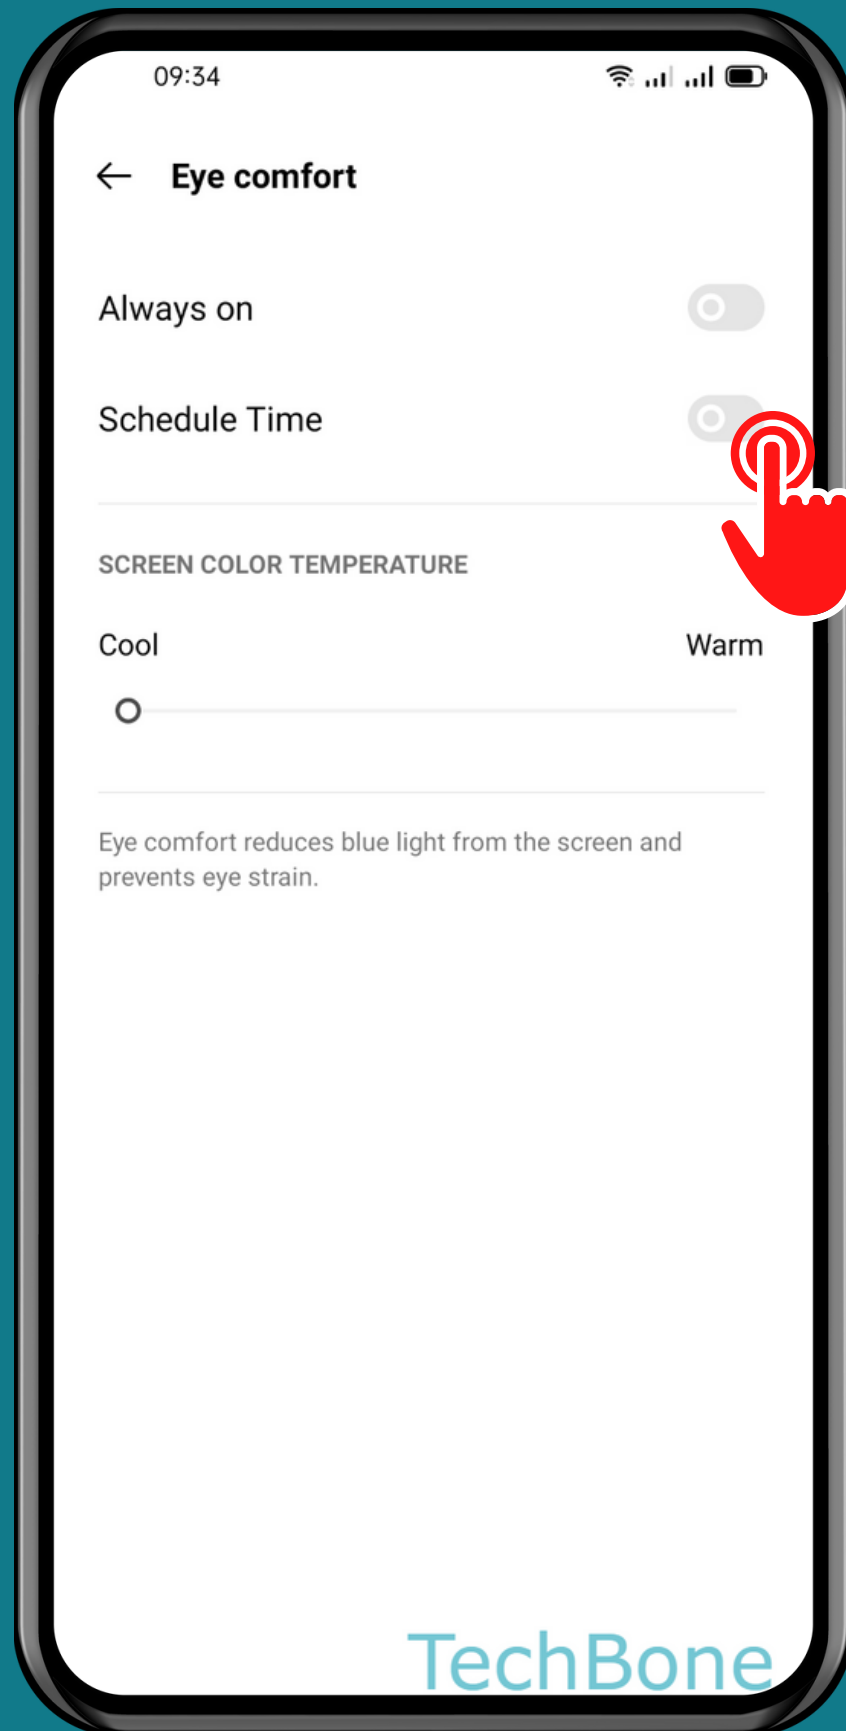 09:34
Eye comfort
Always on
Schedule Time
SCREEN COLOR TEMPERATURE
Cool
Warm
Eye comfort reduces blue light from the screen and
prevents eye strain.
TechBone